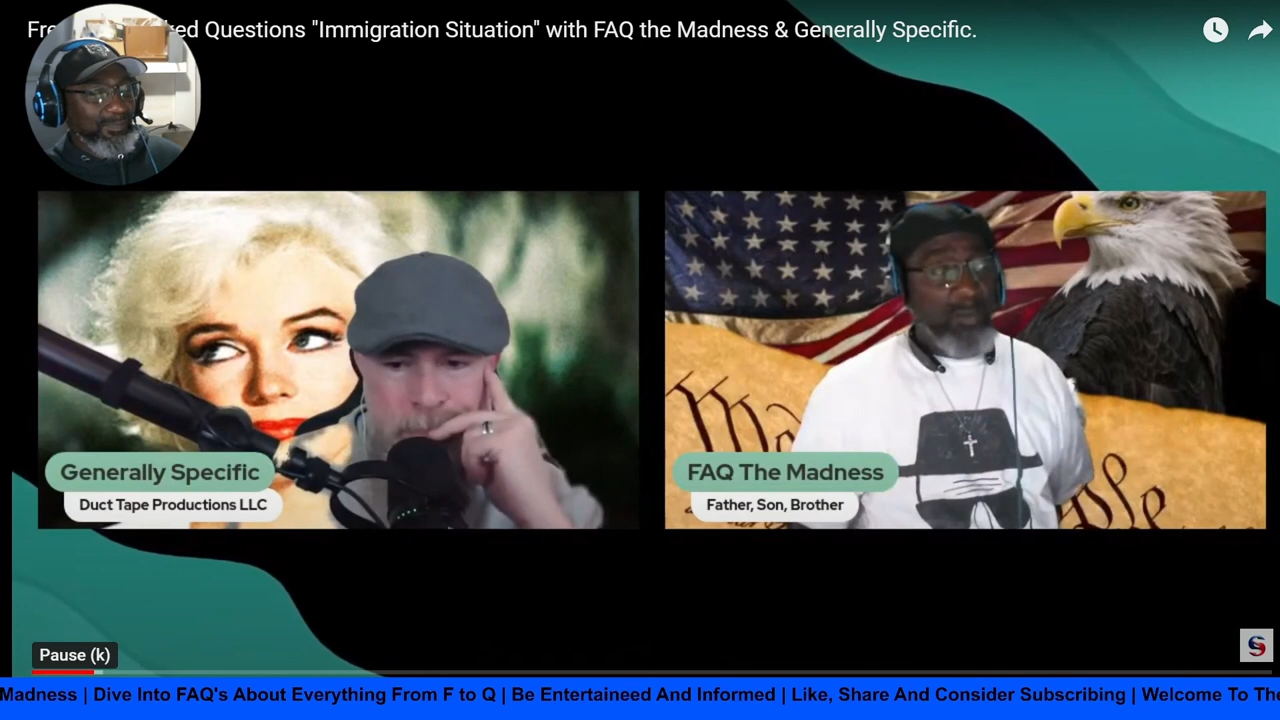 Fre ked Questions "Immigration Situation" with FAQ the Madness & Generally Specific.
Generally Specific
Duct Tape Productions LLC
FAQ The Madness
Father, Son, Brother
Pause (k)
Madness | Dive Into FAQ's About Everything From F to Q | Be Entertaineed And Informed | Like, Share And Consider Subscribing | Welcome To The